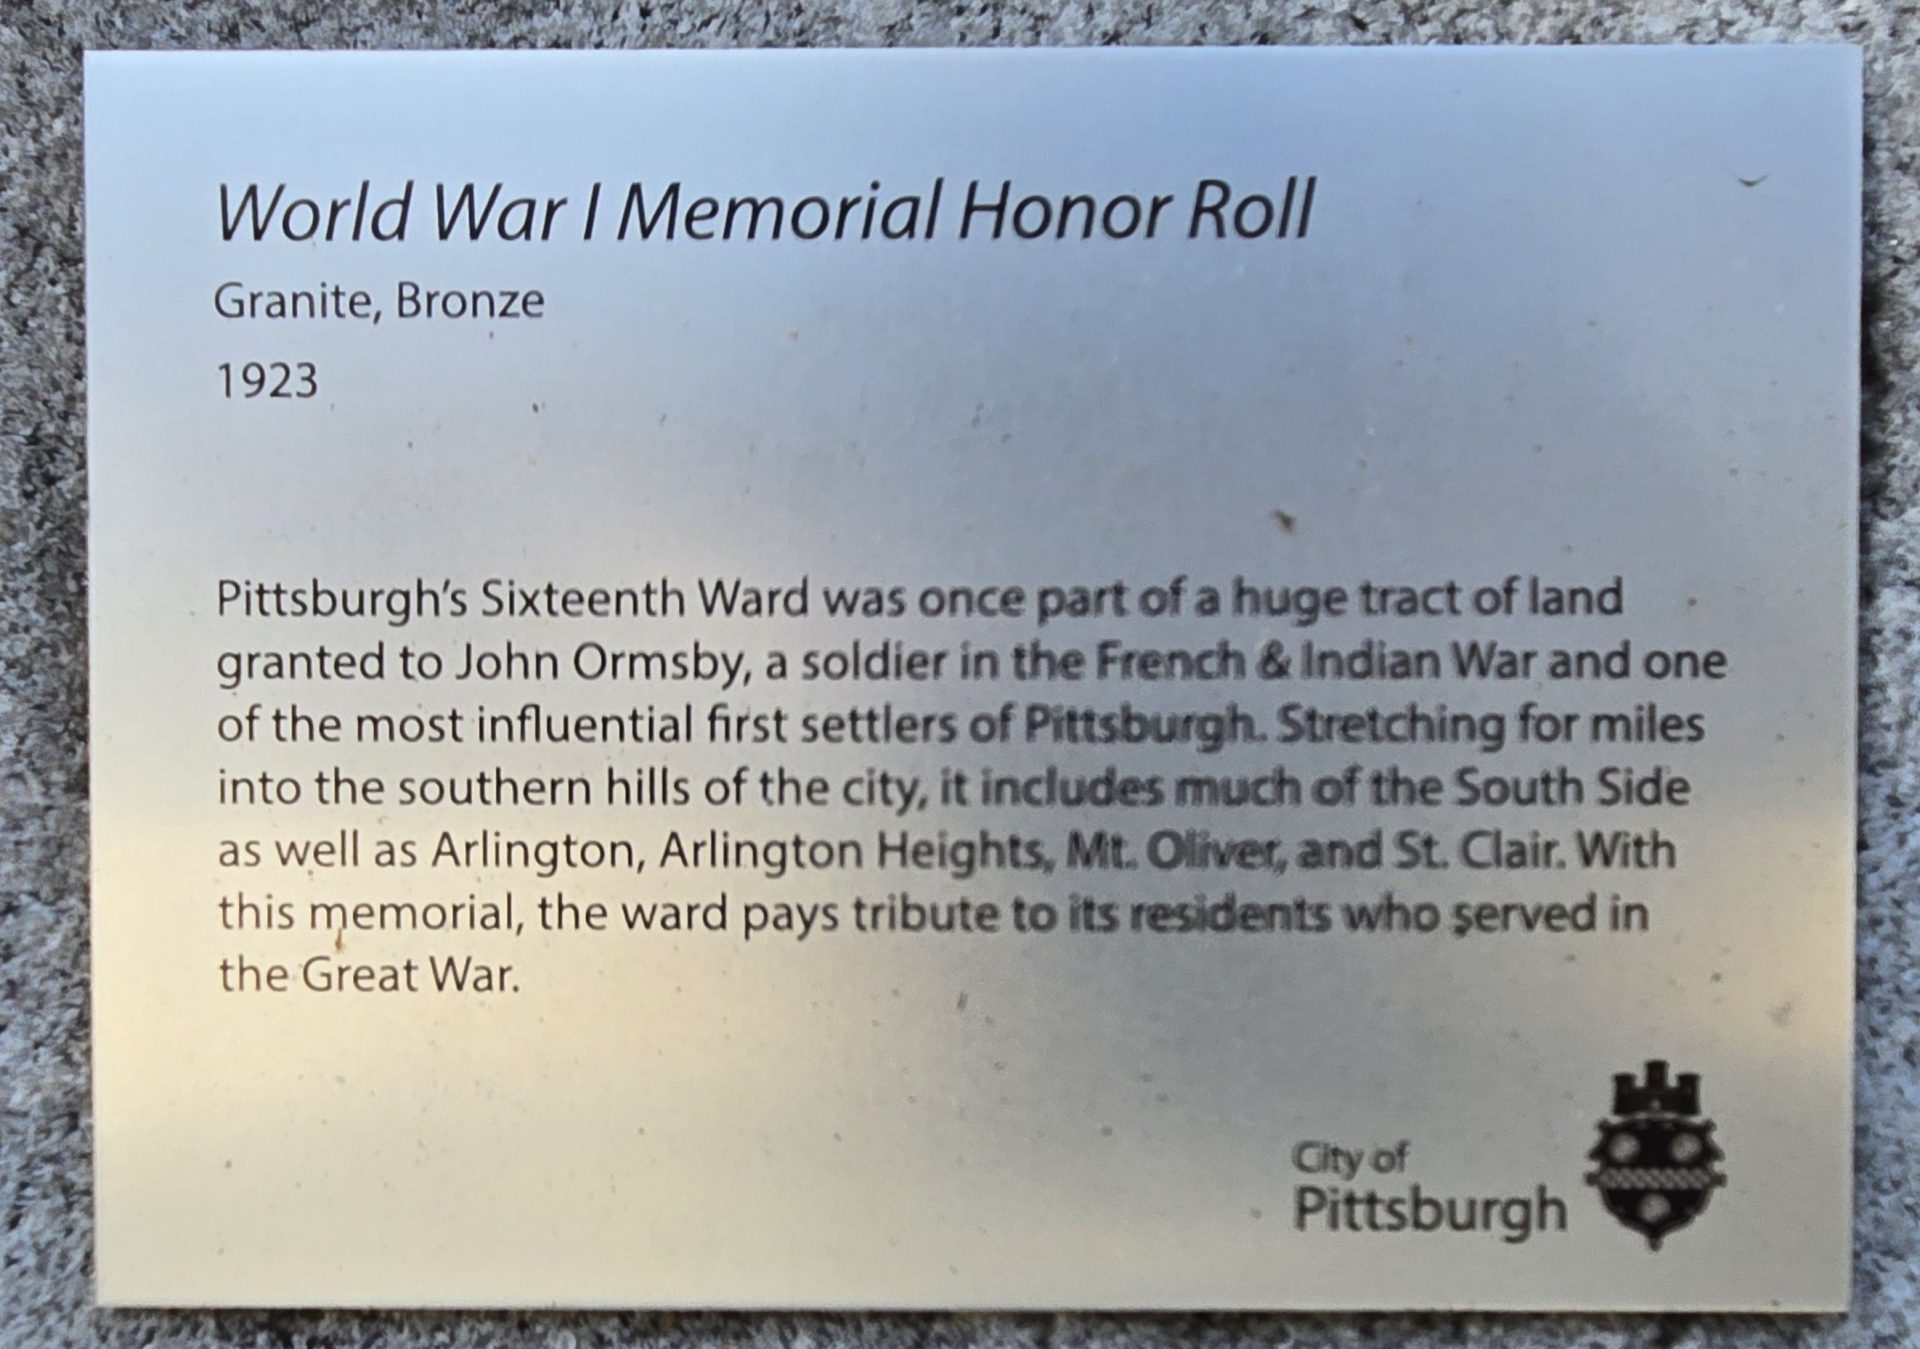 World War I Memorial Honor Roll
Granite, Bronze
1923
Pittsburgh's Sixteenth Ward was once part of a huge tract of land
granted to John Ormsby, a soldier in the French & Indian War and one
of the most influential first settlers of Pittsburgh. Stretching for miles
into the southern hills of the city, it includes much of the South Side
as well as Arlington, Arlington Heights, Mt. Oliver, and St. Clair. With
this memorial, the ward pays tribute to its residents who served in
the Great War.
City of
Pittsburgh